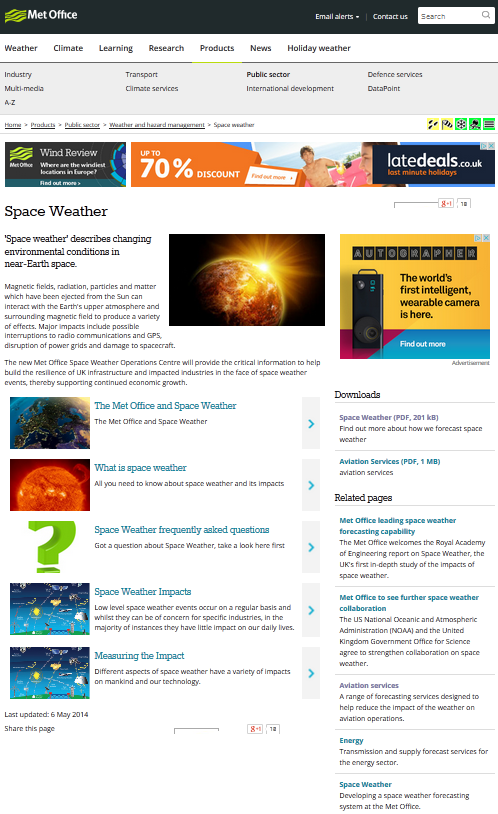 Met Office
Email alerts
Contact us
Search
Weather Climate Learning Research Products News Holiday weather
Industry Transport Public sector Defence services
Multi-media Climate services International development DataPoint
A-Z
Home > Products > Public sector > Weather and hazard management > Space weather
Met Office
Wind Review
Where are the windiest
locations in Europe?
Find out more ›
UP TO
70% DISCOUNT
Find out more ›
latedeals.co.uk
last minute holidays
g+1 18
Space Weather
'Space weather' describes changing
environmental conditions in
near-Earth space.
Magnetic fields, radiation, particles and matter
which have been ejected from the Sun can
interact with the Earth's upper atmosphere and
surrounding magnetic field to produce a variety
of effects. Major impacts include possible
interruptions to radio communications and GPS,
disruption of power grids and damage to spacecraft.
The new Met Office Space Weather Operations Centre will provide the critical information to help
build the resilience of UK infrastructure and impacted industries in the face of space weather
events, thereby supporting continued economic growth.
The Met Office and Space Weather
The Met Office and Space Weather
What is space weather
All you need to know about space weather and its impacts
Space Weather frequently asked questions
Got a question about Space Weather, take a look here first
Space Weather Impacts
Low level space weather events occur on a regular basis and
whilst they can be of concern for specific industries, in the
majority of instances they have little impact on our daily lives.
Measuring the Impact
Different aspects of space weather have a variety of impacts
on mankind and our technology.
Last updated: 6 May 2014
Share this page
g+1 18
AUTOGRAPHER
The world's
first intelligent,
wearable camera
is here.
Find out more
Advertisement
Downloads
Space Weather (PDF, 201 kB)
Find out more about how we forecast space
weather
Aviation Services (PDF, 1 MB)
aviation services
Related pages
Met Office leading space weather
forecasting capability
The Met Office welcomes the Royal Academy
of Engineering report on Space Weather, the
UK's first in-depth study of the impacts of
space weather.
Met Office to see further space weather
collaboration
The US National Oceanic and Atmospheric
Administration (NOAA) and the United
Kingdom Government Office for Science
agree to strengthen collaboration on space
weather.
Aviation services
A range of forecasting services designed to
help reduce the impact of the weather on
aviation operations.
Energy
Transmission and supply forecast services for
the energy sector.
Space Weather
Developing a space weather forecasting
system at the Met Office.